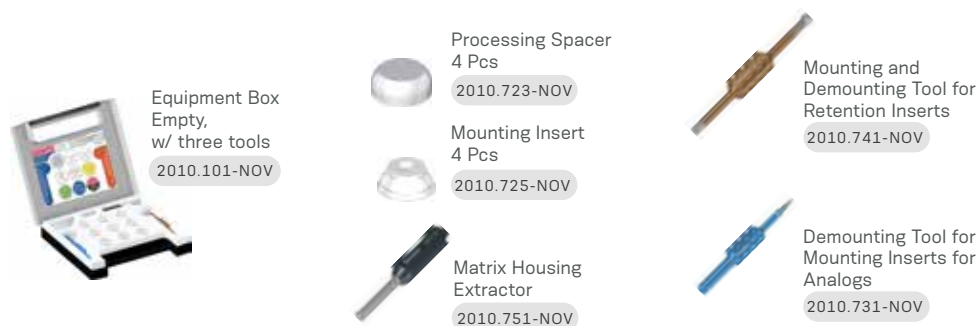 Equipment Box
Empty,
w/ three tools
2010.101-NOV
Processing Spacer
4 Pcs
2010.723-NOV
Mounting Insert
4 Pcs
2010.725-NOV
Matrix Housing
Extractor
2010.751-NOV
Mounting and
Demounting Tool for
Retention Inserts
2010.741-NOV
Demounting Tool for
Mounting Inserts for
Analogs
2010.731-NOV